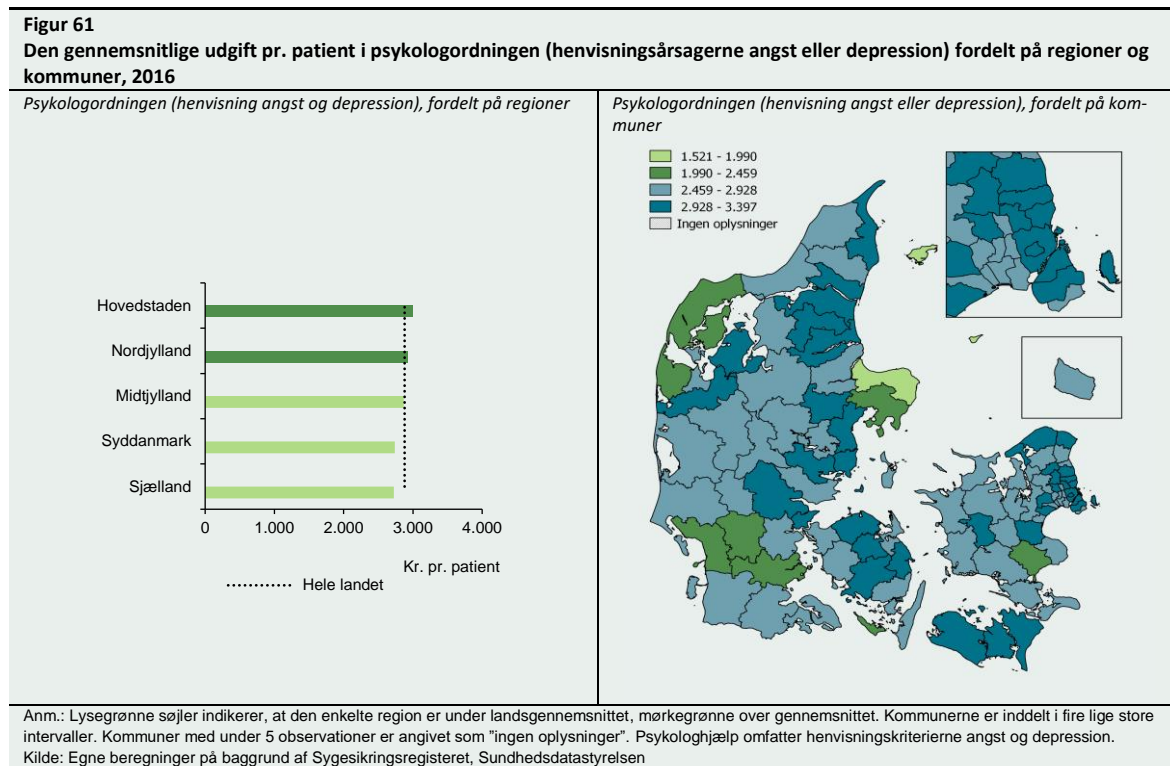 Figur 61
Den gennemsnitlige udgift pr. patient i psykologordningen (henvisningsårsagerne angst eller depression) fordelt på regioner og
kommuner, 2016
Psykologordningen (henvisning angst og depression), fordelt på regioner
Hovedstaden
Nordjylland
Midtjylland
Syddanmark
Sjælland
0 1.000 2.000 3.000 4.000
Kr. pr. patient
Hele landet
Psykologordningen (henvisning angst eller depression), fordelt på kom-
muner
1.521 - 1.990
1.990 - 2.459
2.459 - 2.928
2.928 - 3.397
Ingen oplysninger
Anm.: Lysegrønne søjler indikerer, at den enkelte region er under landsgennemsnittet, mørkegrønne over gennemsnittet. Kommunerne er inddelt i fire lige store
intervaller. Kommuner med under 5 observationer er angivet som ”ingen oplysninger”. Psykologhjælp omfatter henvisningskriterierne angst og depression.
Kilde: Egne beregninger på baggrund af Sygesikringsregisteret, Sundhedsdatastyrelsen